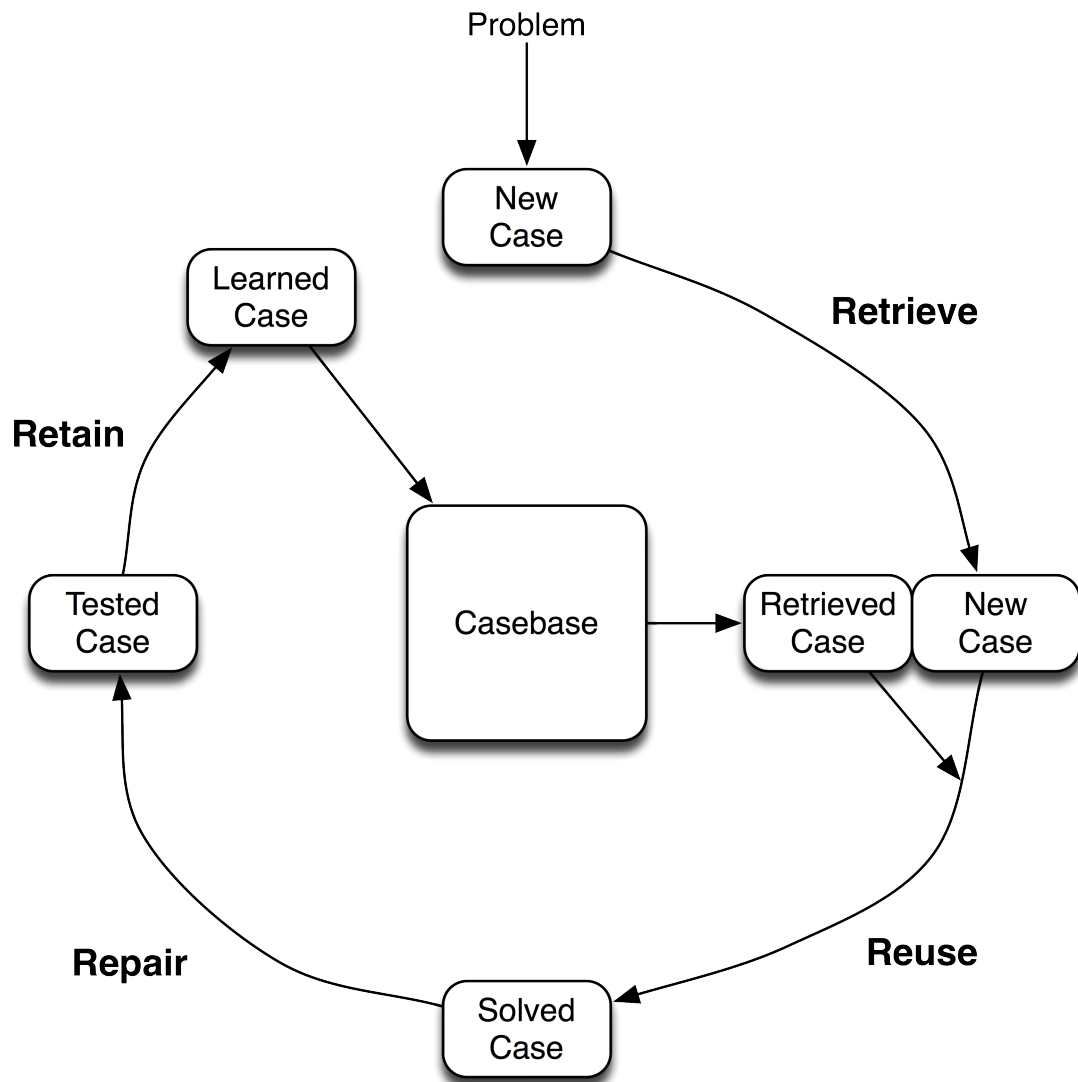 Problem
New
Case
Retrieve
Learned
Case
Retain
Casebase
Retrieved
Case
New
Case
Tested
Case
Reuse
Repair
Solved
Case